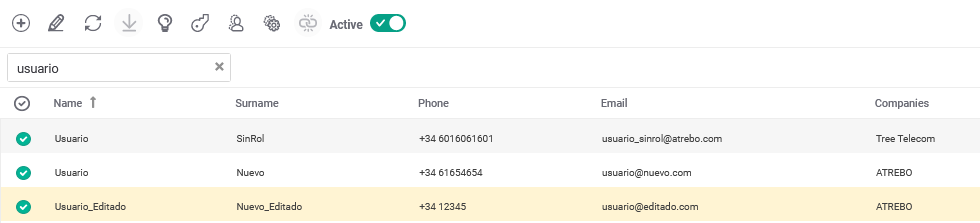 Active
usuario
Name Surname Phone Email Companies
Usuario SinRol +34 6016061601 usuario_sinrol@atrebo.com Tree Telecom
Usuario Nuevo +34 61654654 usuario@nuevo.com ATREBO
Usuario_Editado Nuevo_Editado +34 12345 usuario@editado.com ATREBO